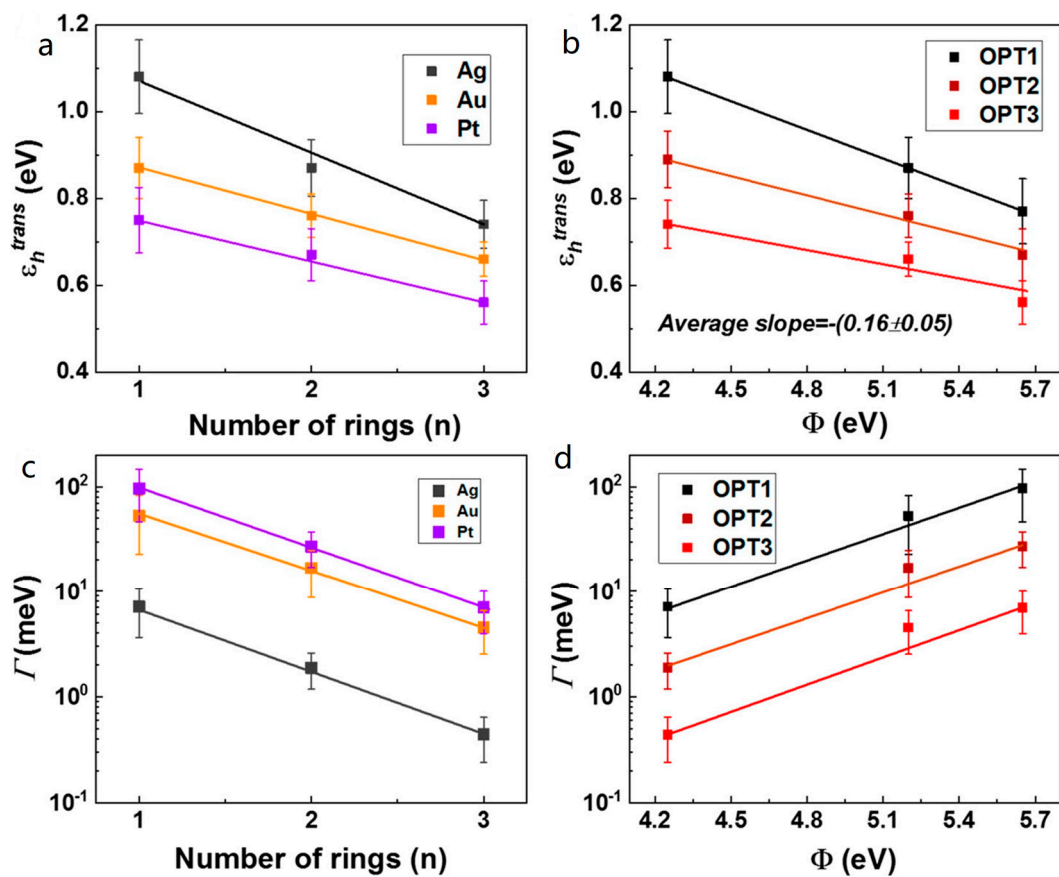 a
1.2
1.0
0.8
0.6
0.4
ε_h^trans (eV)
Ag
Au
Pt
1
2
3
Number of rings (n)
b
1.2
1.0
0.8
0.6
0.4
ε_h^trans (eV)
OPT1
OPT2
OPT3
Average slope=-(0.16±0.05)
4.2
4.5
4.8
5.1
5.4
5.7
Φ (eV)
c
10^2
10^1
10^0
10^-1
Γ (meV)
Ag
Au
Pt
1
2
3
Number of rings (n)
d
10^2
10^1
10^0
10^-1
Γ (meV)
OPT1
OPT2
OPT3
4.2
4.5
4.8
5.1
5.4
5.7
Φ (eV)